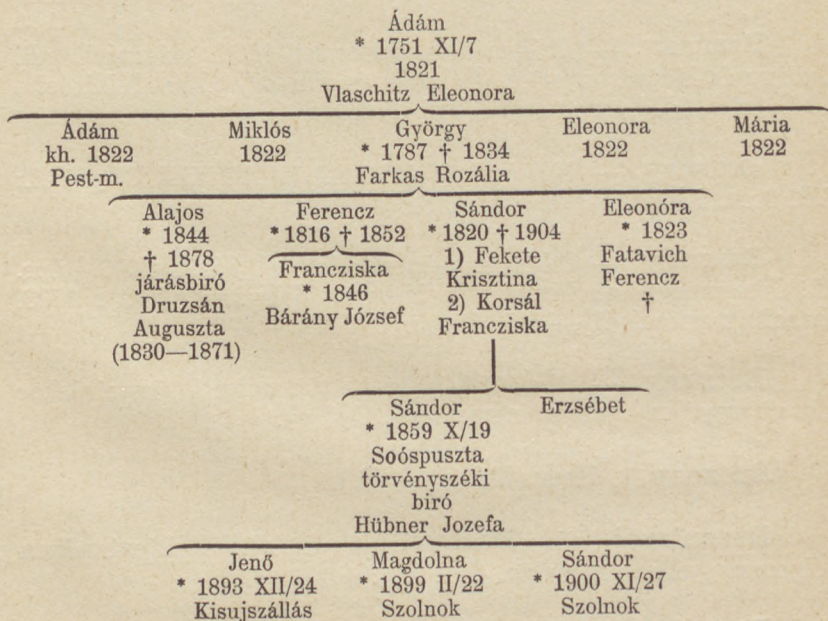 Ádám
* 1751 XI/7
1821
Vlaschitz Eleonora
Ádám
kh. 1822
Pest-m.
Miklós
1822
György
* 1787 † 1834
Farkas Rozália
Eleonora
1822
Mária
1822
Alajos
* 1844
† 1878
járásbiró
Druzsán
Auguszta
(1830—1871)
Ferencz
* 1816 † 1852
Francziska
* 1846
Bárány József
Sándor
* 1820 † 1904
1) Fekete
Krisztina
2) Korsál
Francziska
Eleonóra
* 1823
Fatavich
Ferencz
†
Sándor
* 1859 X/19
Soóspuszta
törvényszéki
biró
Hübner Jozefa
Erzsébet
Jenő
* 1893 XII/24
Kisujszállás
Magdolna
* 1899 II/22
Szolnok
Sándor
* 1900 XI/27
Szolnok